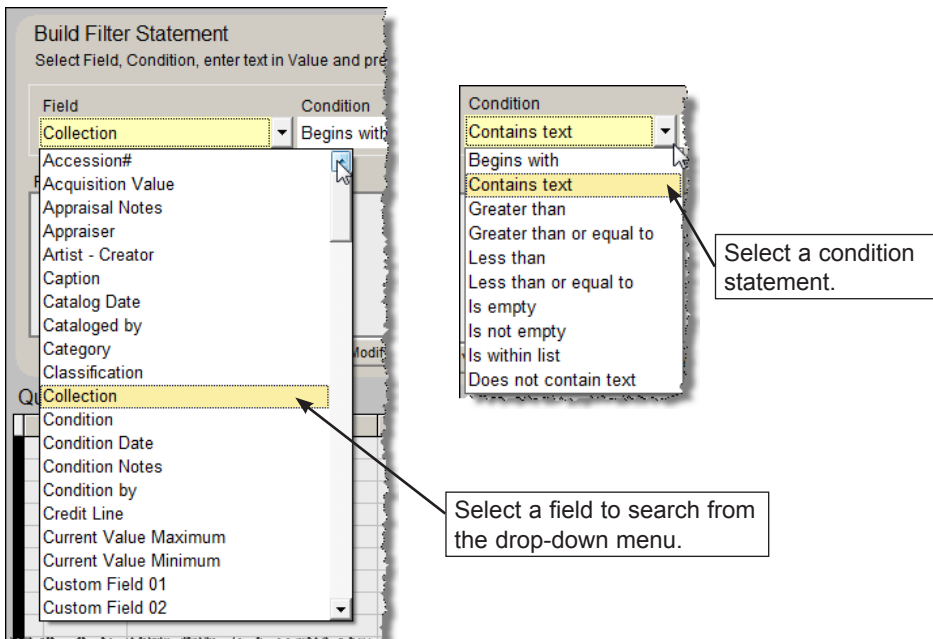 Build Filter Statement
Select Field, Condition, enter text in Value and pre
Field
Condition
Collection
Begins with
Accession#
Acquisition Value
Appraisal Notes
Appraiser
Artist - Creator
Caption
Catalog Date
Cataloged by
Category
Classification
Collection
Condition
Condition Date
Condition Notes
Condition by
Credit Line
Current Value Maximum
Current Value Minimum
Custom Field 01
Custom Field 02
Modif
Qu
Condition
Contains text
Begins with
Contains text
Greater than
Greater than or equal to
Less than
Less than or equal to
Is empty
Is not empty
Is within list
Does not contain text
Select a condition
statement.
Select a field to search from
the drop-down menu.